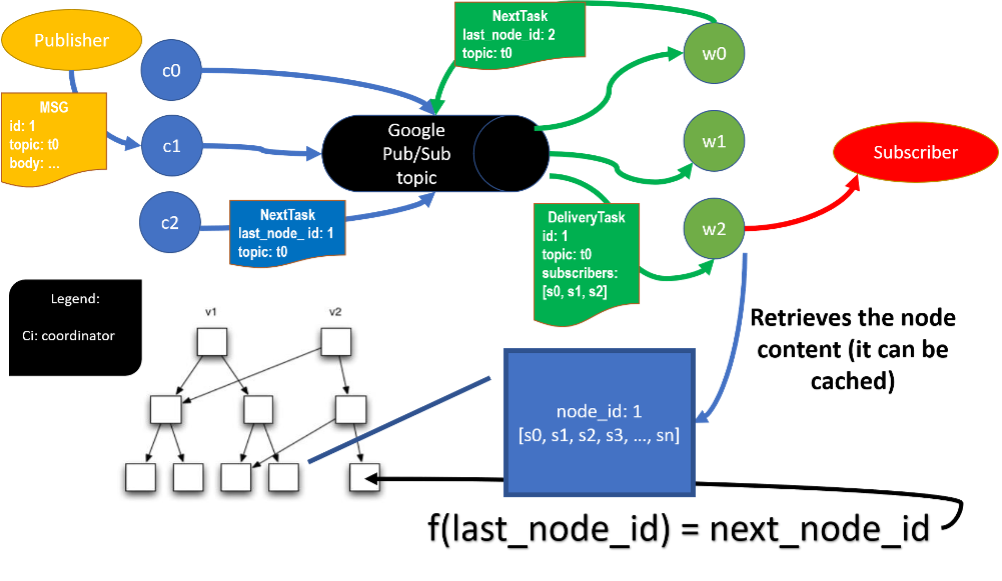 Publisher
MSG
id: 1
topic: t0
body: ...
c0
c1
c2
NextTask
last_node_id: 2
topic: t0
Google
Pub/Sub
topic
NextTask
last_node_ id: 1
topic: t0
DeliveryTask
id: 1
topic: t0
subscribers:
[s0, s1, s2]
w0
w1
w2
Subscriber
Legend:
Ci: coordinator
v1
v2
Retrieves the node
content (it can be
cached)
node_id: 1
[s0, s1, s2, s3, ..., sn]
f(last_node_id) = next_node_id